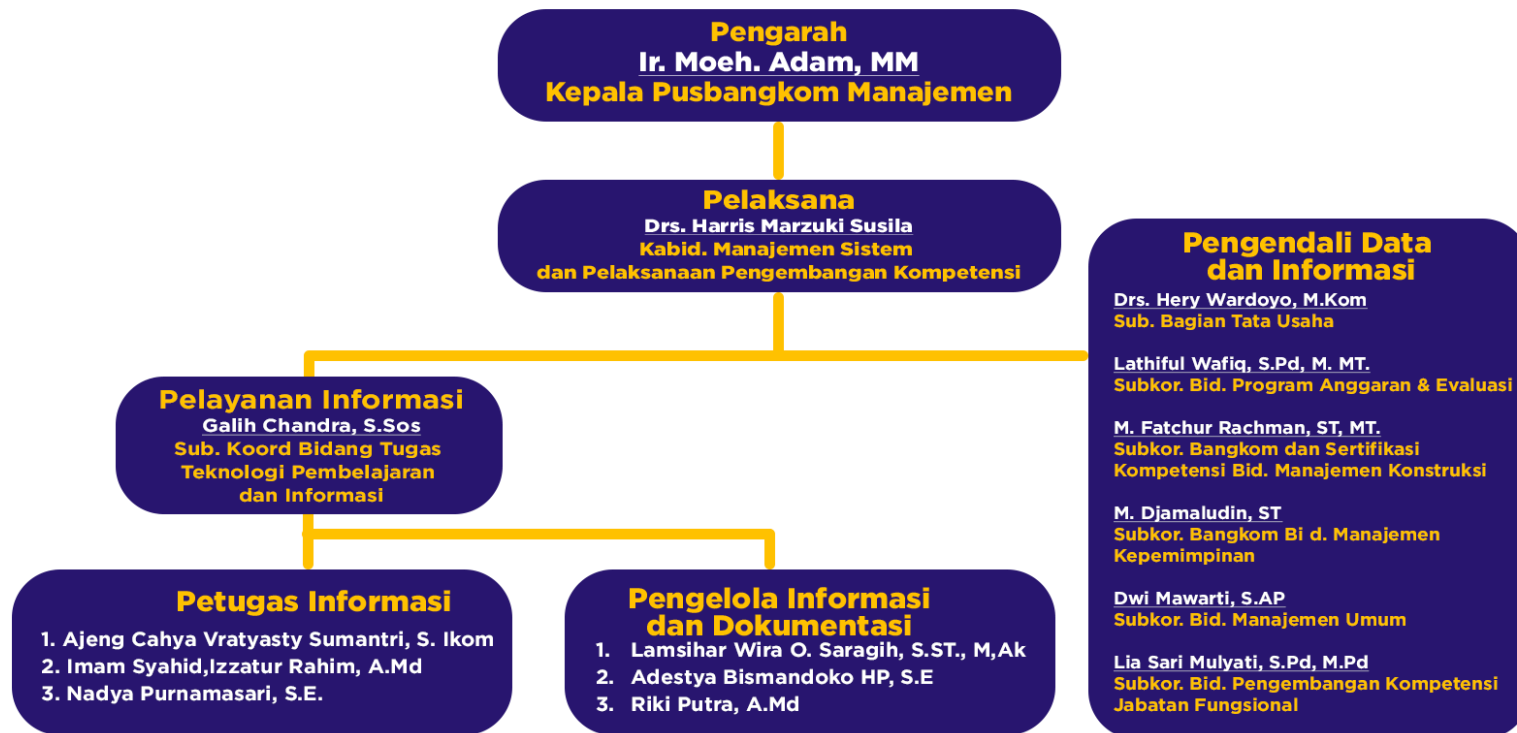 Pengarah
Ir. Moeh. Adam, MM
Kepala Pusbangkom Manajemen
Pelaksana
Drs. Harris Marzuki Susila
Kabid. Manajemen Sistem
dan Pelaksanaan Pengembangan Kompetensi
Pengendali Data
dan Informasi
Drs. Hery Wardoyo, M.Kom
Sub. Bagian Tata Usaha
Lathiful Wafiq, S.Pd, M. MT.
Subkor. Bid. Program Anggaran & Evaluasi
M. Fatchur Rachman, ST, MT.
Subkor. Bangkom dan Sertifikasi
Kompetensi Bid. Manajemen Konstruksi
M. Djamaludin, ST
Subkor. Bangkom Bi d. Manajemen
Kepemimpinan
Dwi Mawarti, S.AP
Subkor. Bid. Manajemen Umum
Lia Sari Mulyati, S.Pd, M.Pd
Subkor. Bid. Pengembangan Kompetensi
Jabatan Fungsional
Pelayanan Informasi
Galih Chandra, S.Sos
Sub. Koord Bidang Tugas
Teknologi Pembelajaran
dan Informasi
Petugas Informasi
1. Ajeng Cahya Vratyasty Sumantri, S. Ikom
2. Imam Syahid,Izzatur Rahim, A.Md
3. Nadya Purnamasari, S.E.
Pengelola Informasi
dan Dokumentasi
1. Lamsihar Wira O. Saragih, S.ST., M,Ak
2. Adestya Bismandoko HP, S.E
3. Riki Putra, A.Md